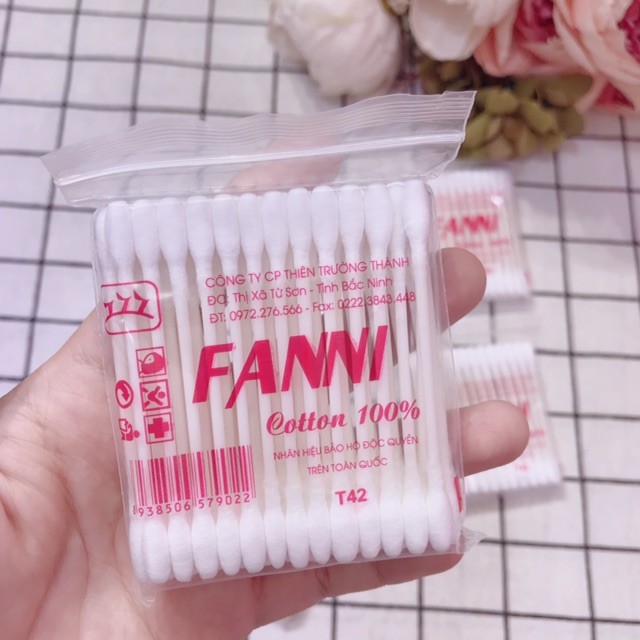 CÔNG TY CP THIÊN TRƯỜNG THÀNH
ĐC: Thị Xã Từ Sơn - Tỉnh Bắc Ninh
ĐT: 0972.276.566 - Fax: 0222.3843.448
FANNI
Cotton 100%
NHÃN HIỆU BẢO HỘ ĐỘC QUYỀN
TRÊN TOÀN QUỐC
T42
8938506579022
FANNI